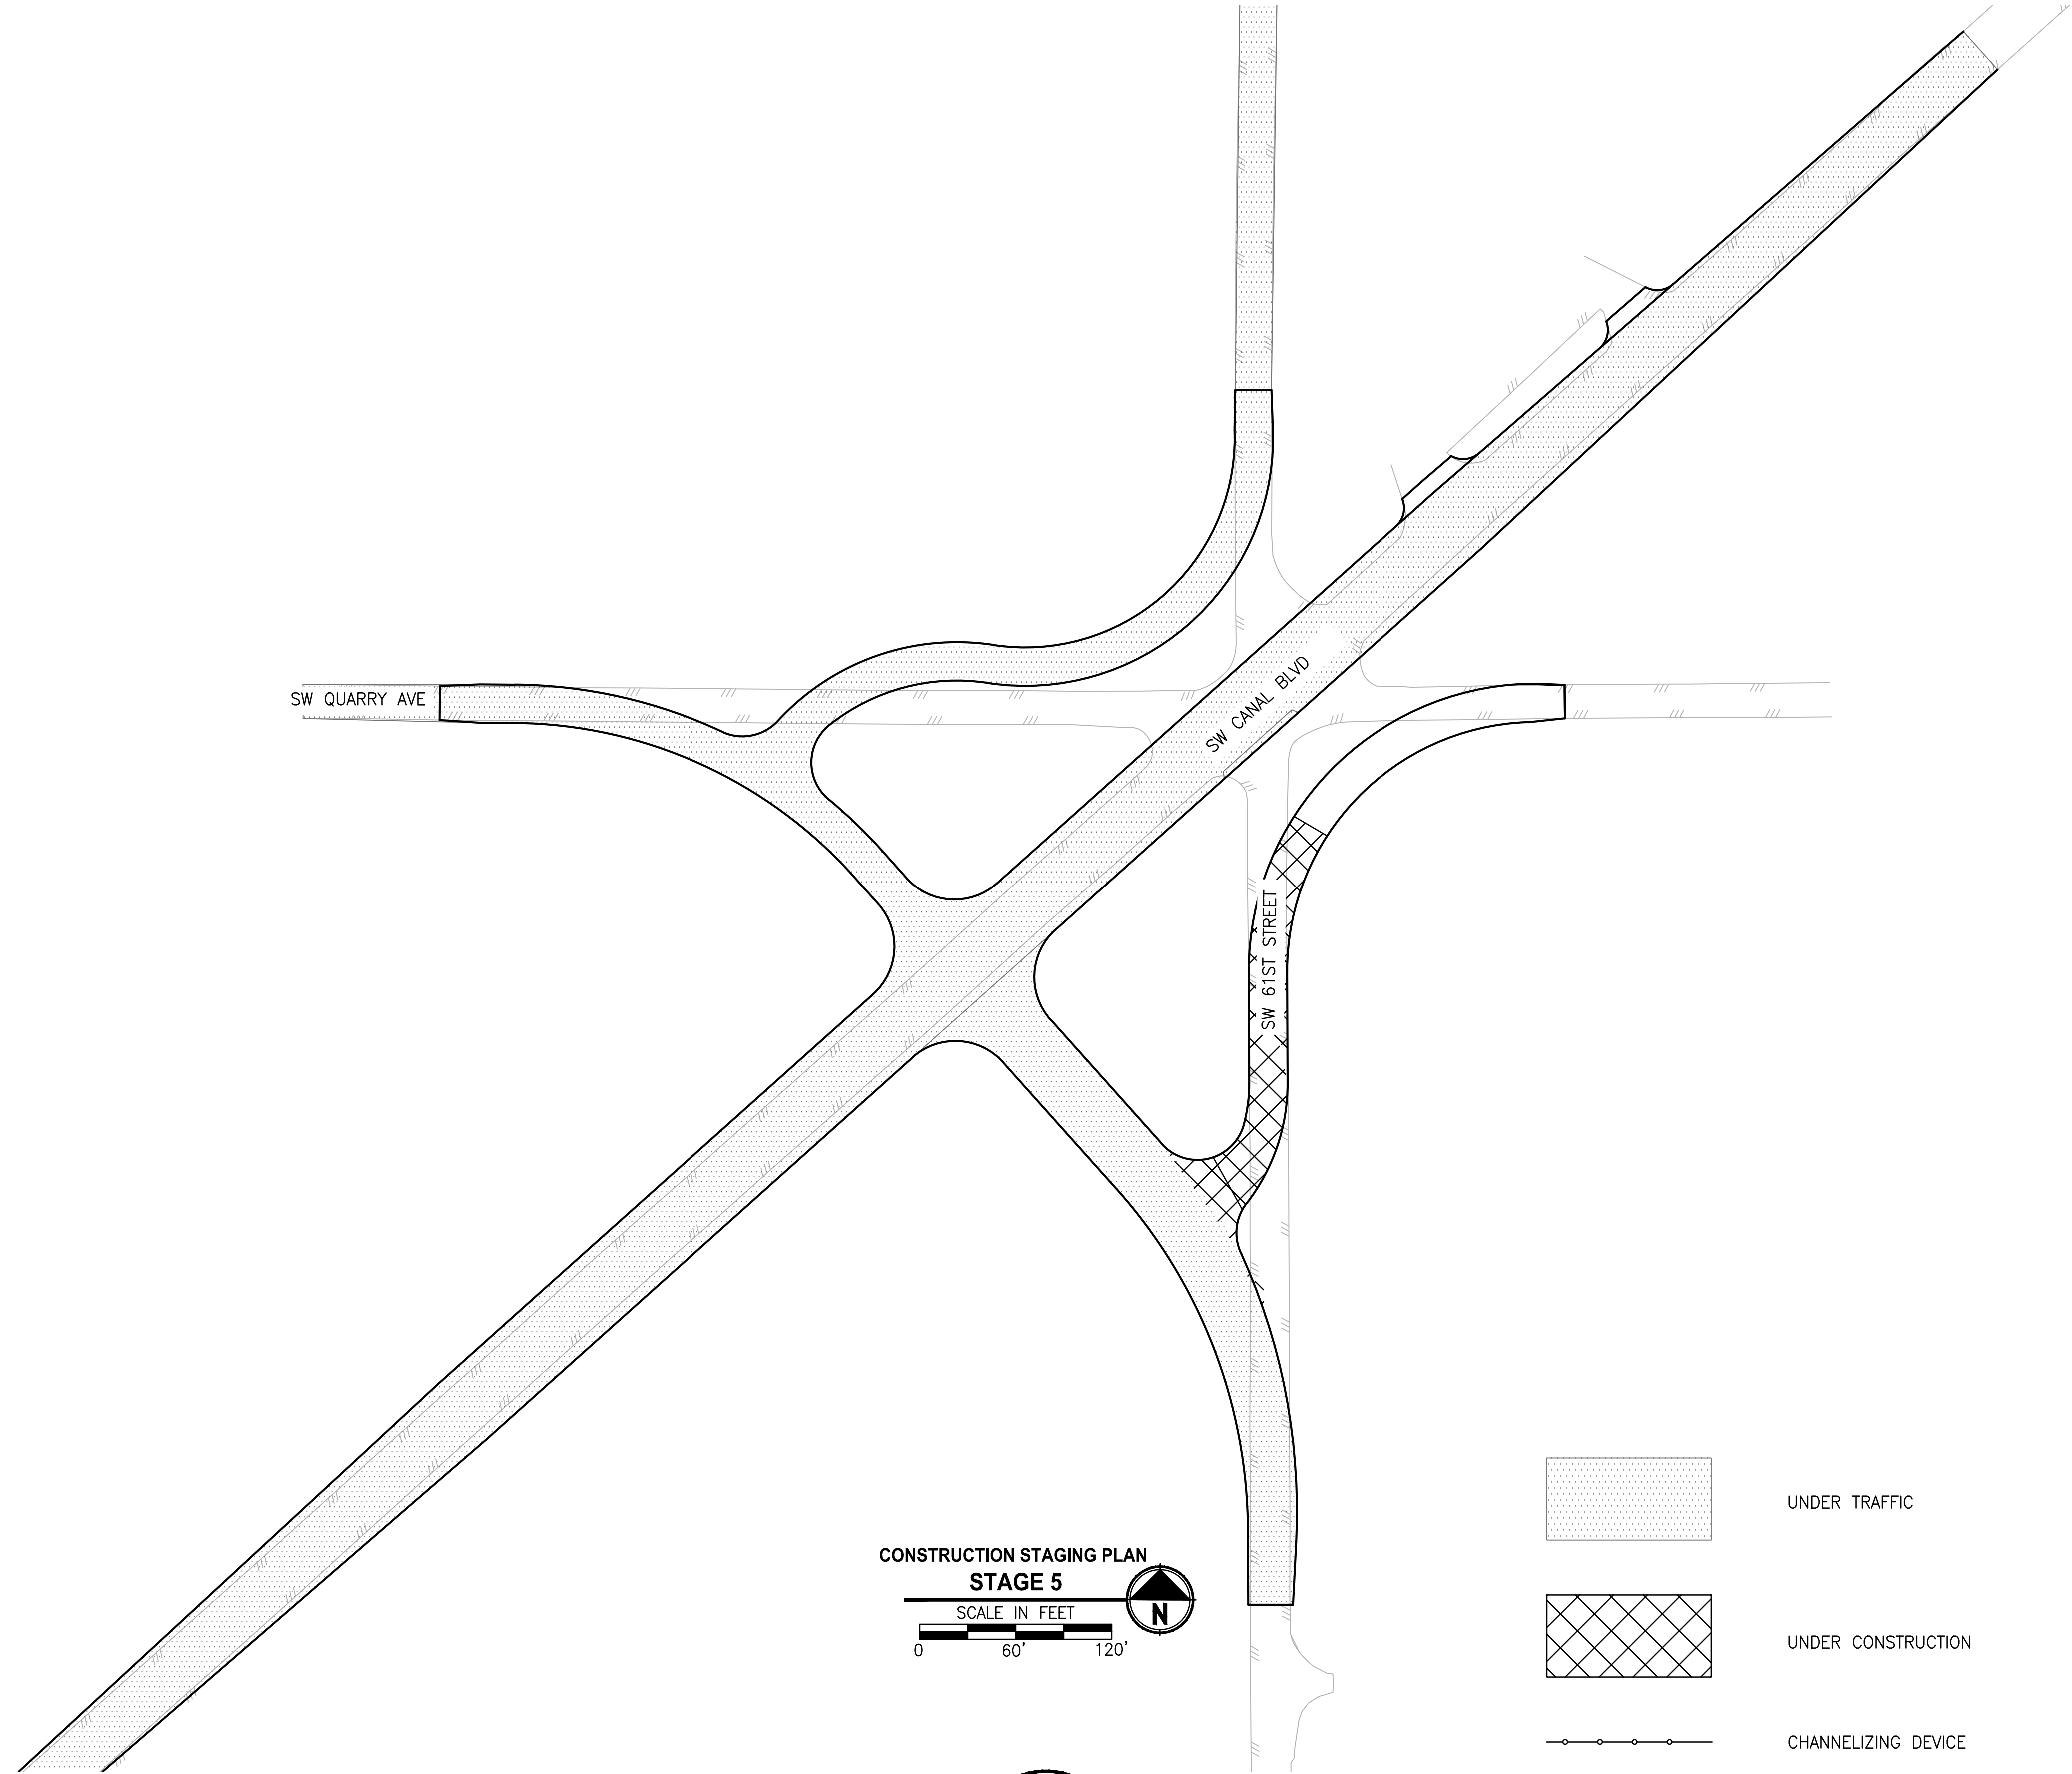 SW QUARRY AVE
SW CANAL BLVD
SW 61ST STREET
CONSTRUCTION STAGING PLAN
STAGE 5
SCALE IN FEET
0 60' 120'
N
UNDER TRAFFIC
UNDER CONSTRUCTION
CHANNELIZING DEVICE